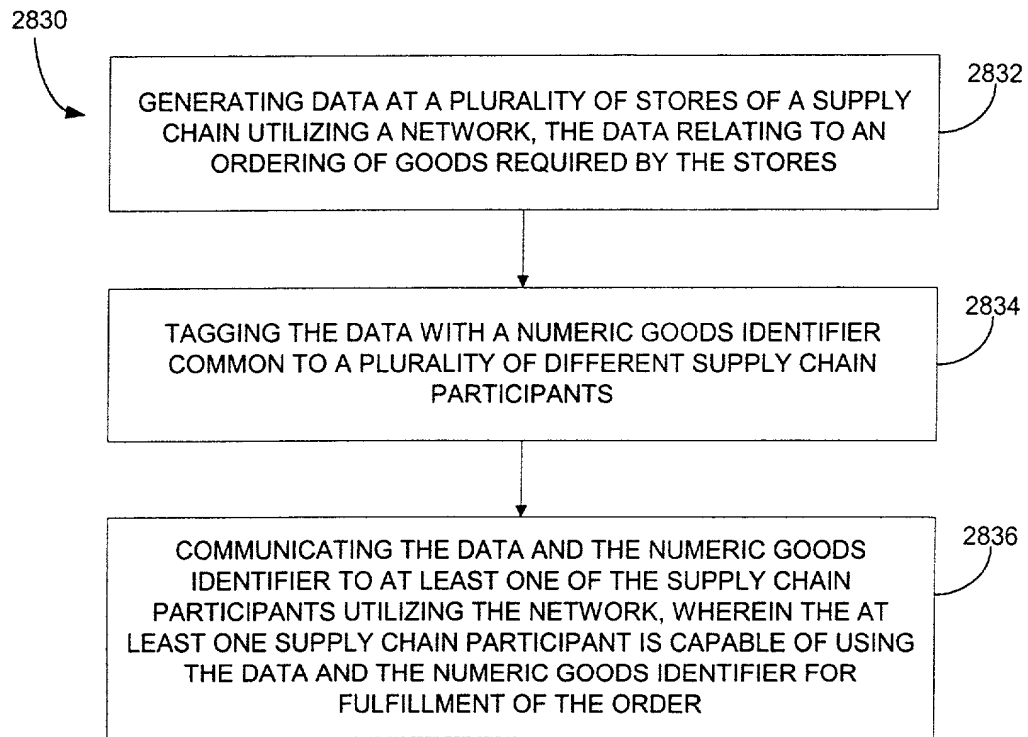 2830
2832
GENERATING DATA AT A PLURALITY OF STORES OF A SUPPLY
CHAIN UTILIZING A NETWORK, THE DATA RELATING TO AN
ORDERING OF GOODS REQUIRED BY THE STORES
2834
TAGGING THE DATA WITH A NUMERIC GOODS IDENTIFIER
COMMON TO A PLURALITY OF DIFFERENT SUPPLY CHAIN
PARTICIPANTS
2836
COMMUNICATING THE DATA AND THE NUMERIC GOODS
IDENTIFIER TO AT LEAST ONE OF THE SUPPLY CHAIN
PARTICIPANTS UTILIZING THE NETWORK, WHEREIN THE AT
LEAST ONE SUPPLY CHAIN PARTICIPANT IS CAPABLE OF USING
THE DATA AND THE NUMERIC GOODS IDENTIFIER FOR
FULFILLMENT OF THE ORDER